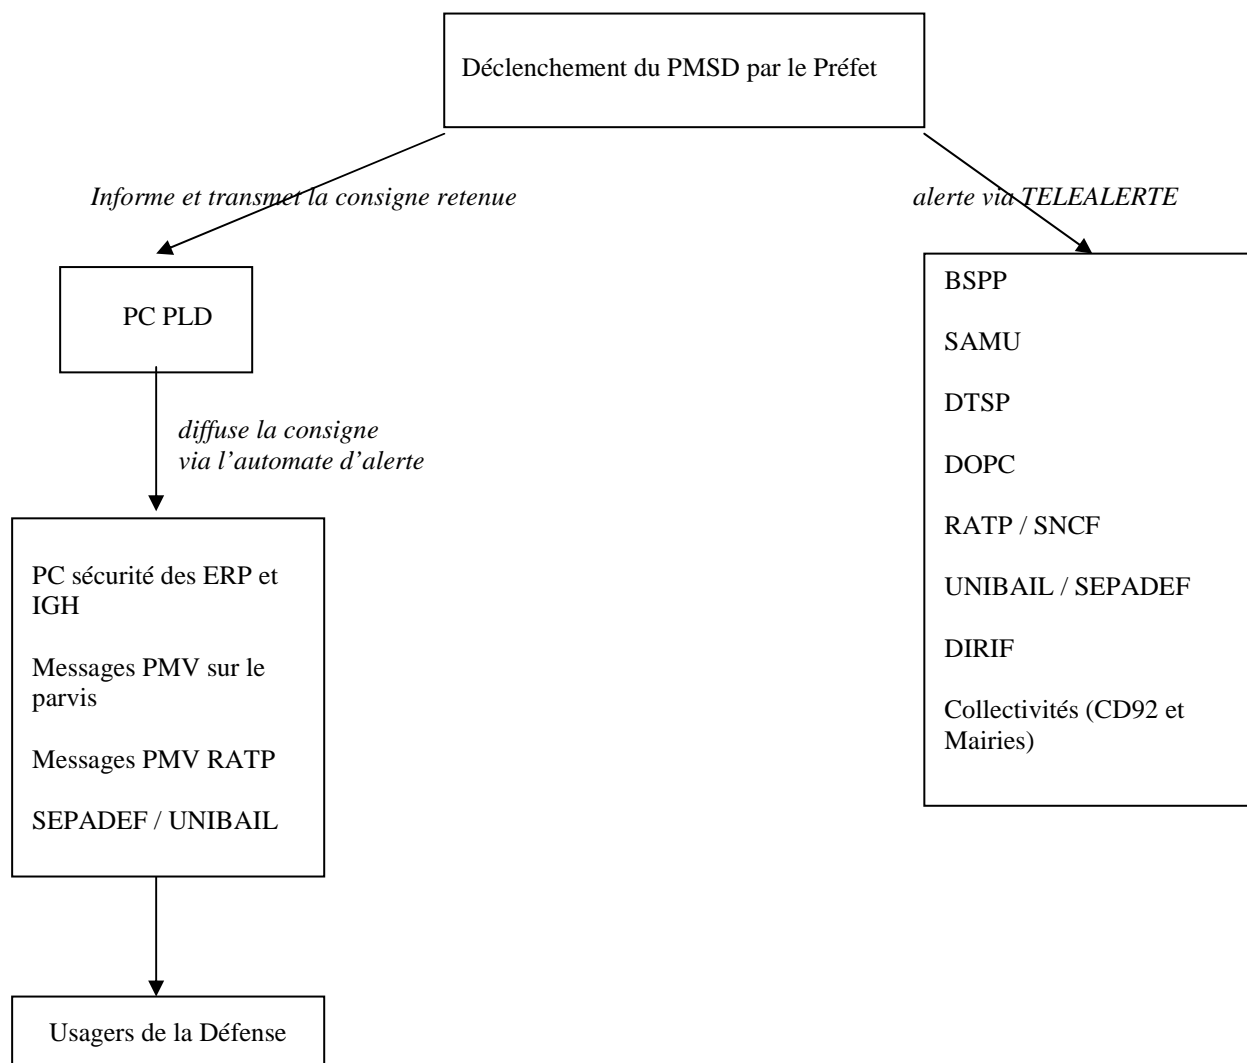 Déclenchement du PMSD par le Préfet
Informe et transmet la consigne retenue
alerte via TELEALERTE
PC PLD
diffuse la consigne
via l’automate d’alerte
PC sécurité des ERP et
IGH
Messages PMV sur le
parvis
Messages PMV RATP
SEPADEF / UNIBAIL
Usagers de la Défense
BSPP
SAMU
DTSP
DOPC
RATP / SNCF
UNIBAIL / SEPADEF
DIRIF
Collectivités (CD92 et
Mairies)